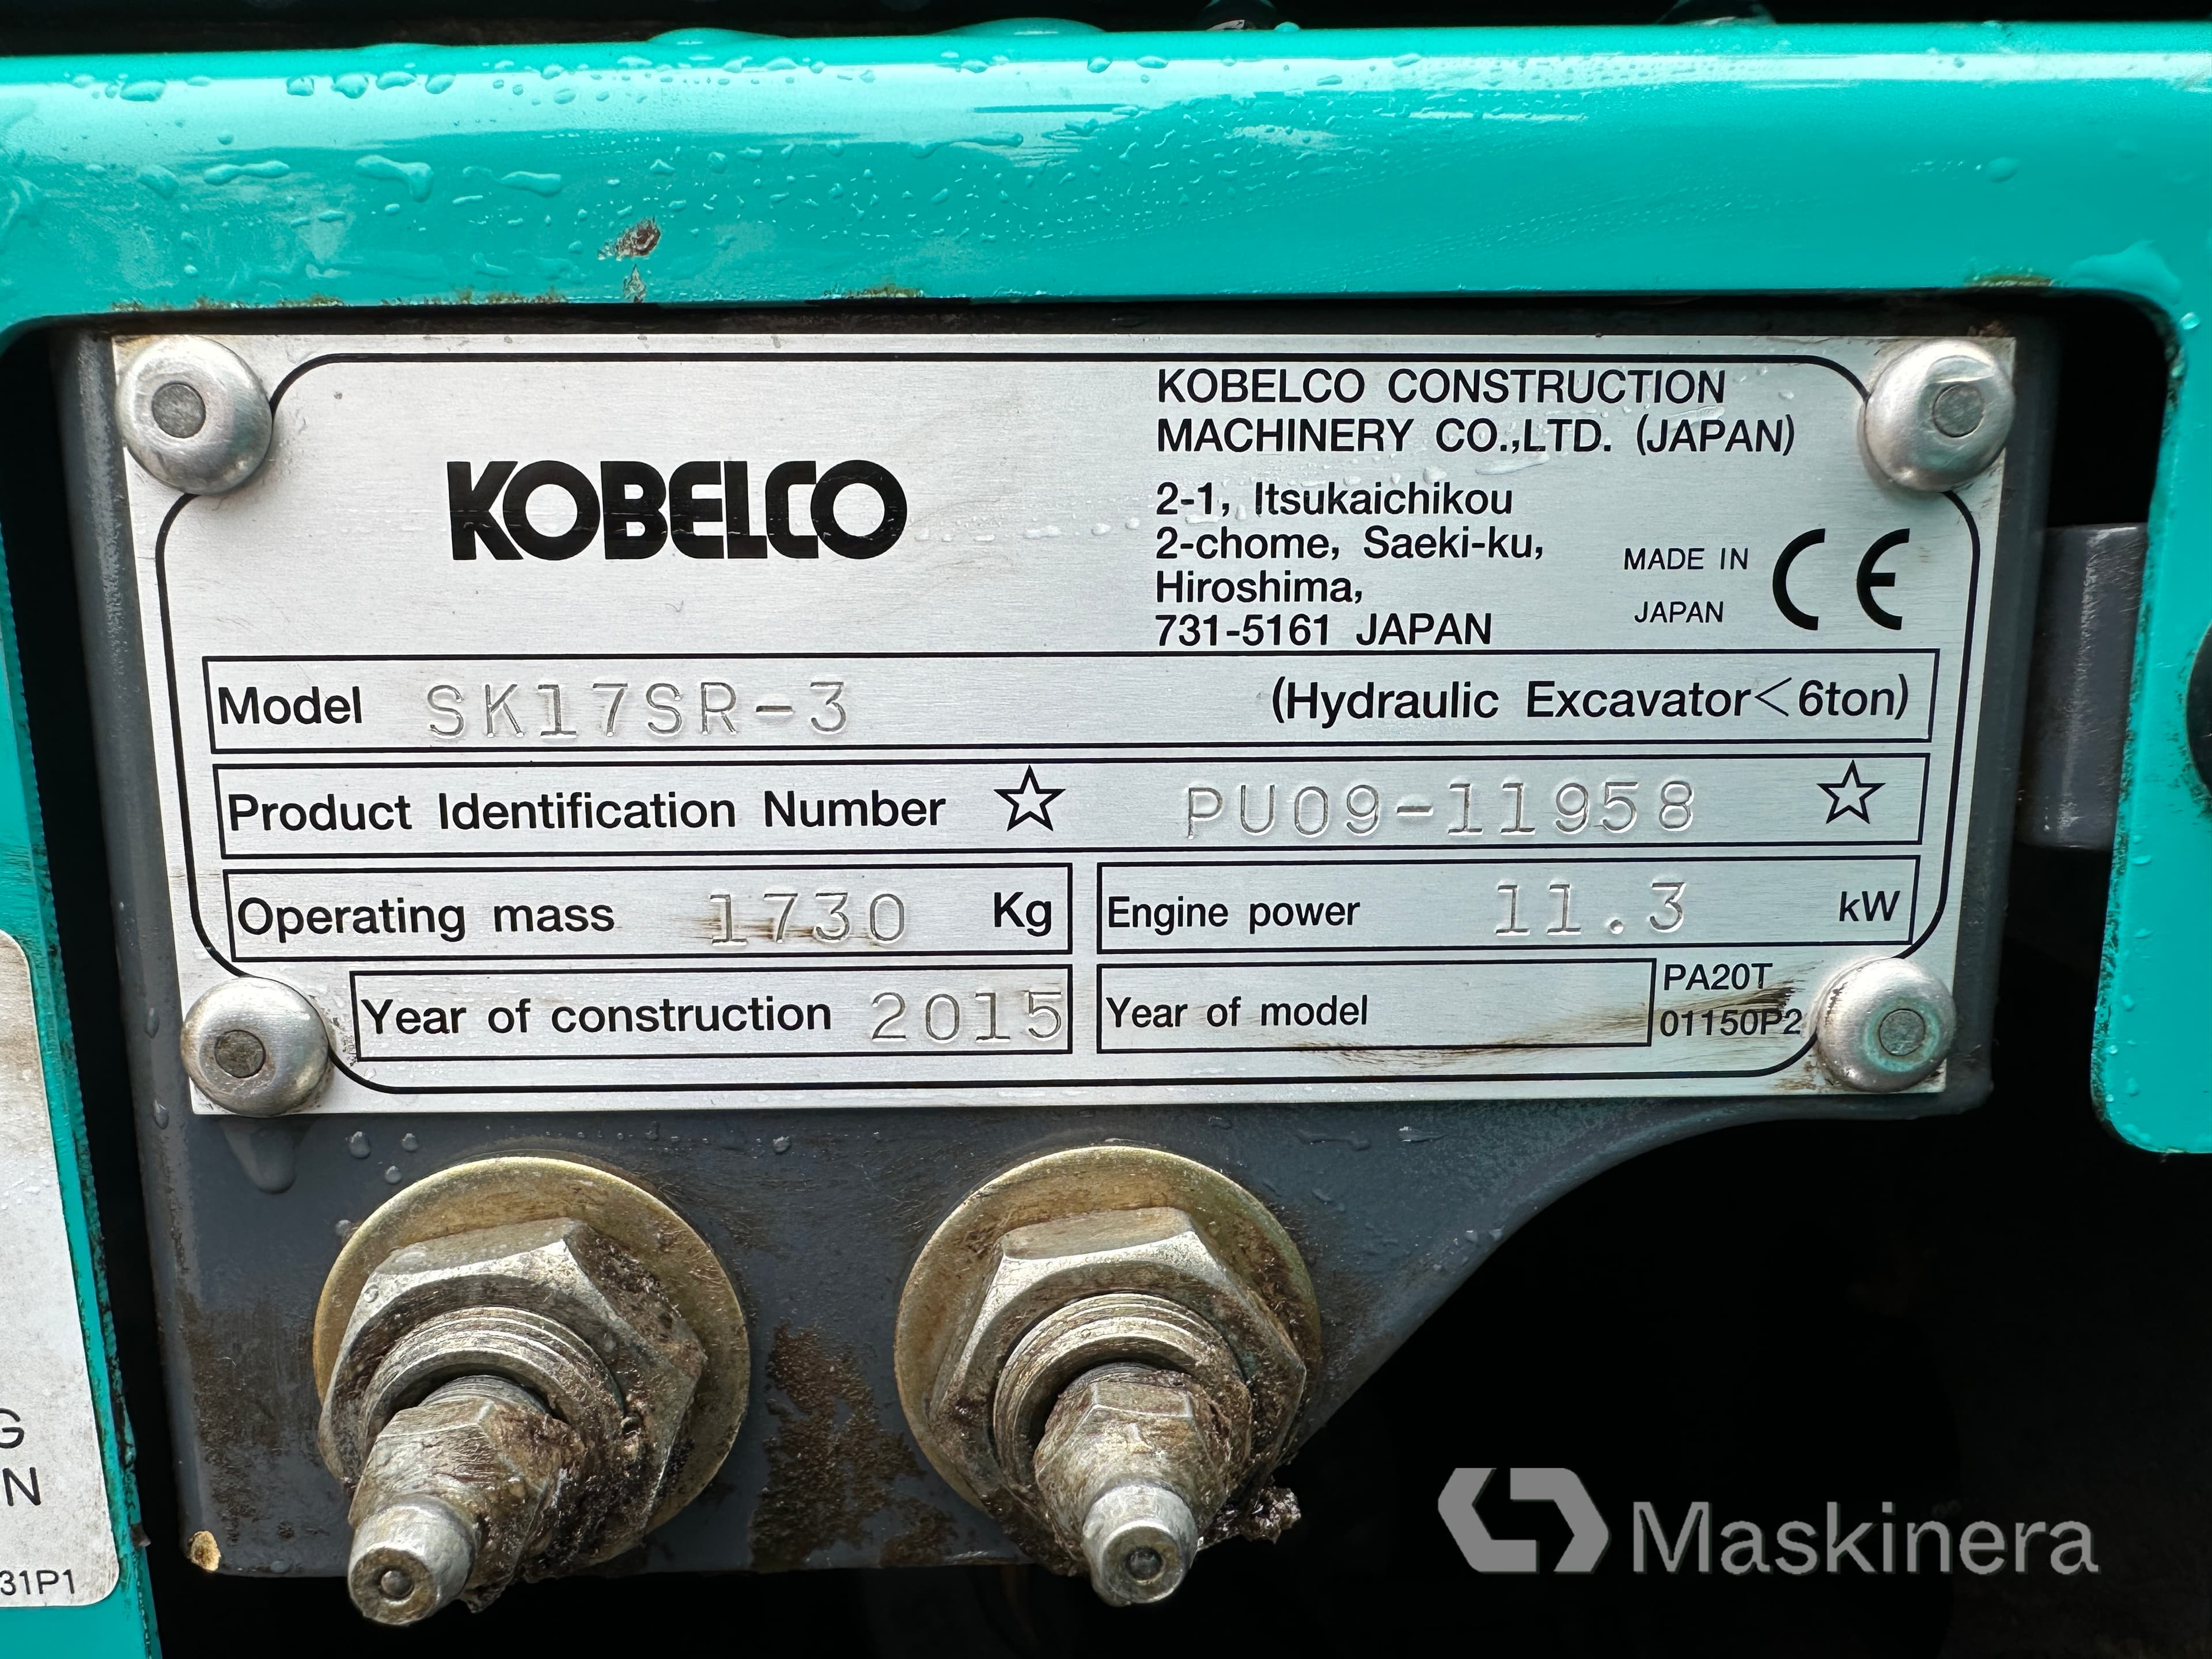 KOBELCO
KOBELCO CONSTRUCTION
MACHINERY CO.,LTD. (JAPAN)
2-1, Itsukaichikou
2-chome, Saeki-ku,
Hiroshima,
731-5161 JAPAN
MADE IN
JAPAN
CE
Model SK17SR-3 (Hydraulic Excavator<6ton)
Product Identification Number ☆ PU09-11958 ☆
Operating mass 1730 Kg
Engine power 11.3 kW
Year of construction 2015
Year of model
PA20T
01150P2
G
N
31P1
Maskinera